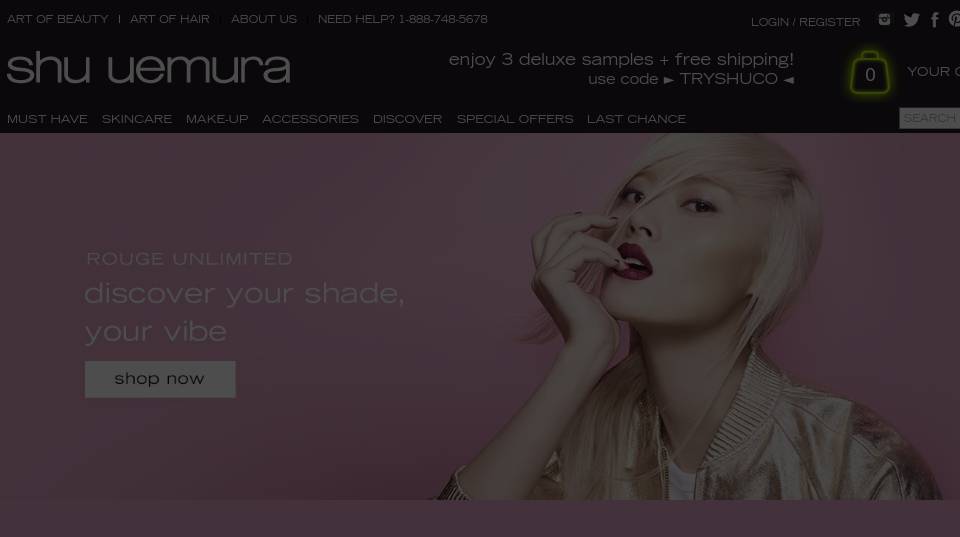 ART OF BEAUTY | ART OF HAIR | ABOUT US | NEED HELP? 1-888-748-5678
LOGIN / REGISTER
shu uemura
enjoy 3 deluxe samples + free shipping!
use code ► TRYSHUCO ◄
0
YOUR
MUST HAVE SKINCARE MAKE-UP ACCESSORIES DISCOVER SPECIAL OFFERS LAST CHANCE
SEARCH
ROUGE UNLIMITED
discover your shade,
your vibe
shop now